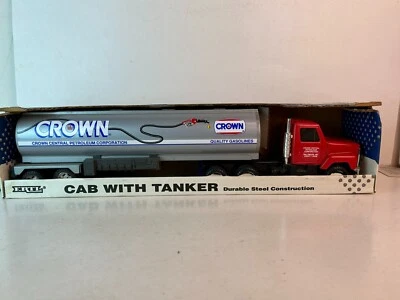 CROWN
CROWN CENTRAL PETROLEUM CORPORATION
CROWN
QUALITY GASOLINES
ERTL
CAB WITH TANKER Durable Steel Construction